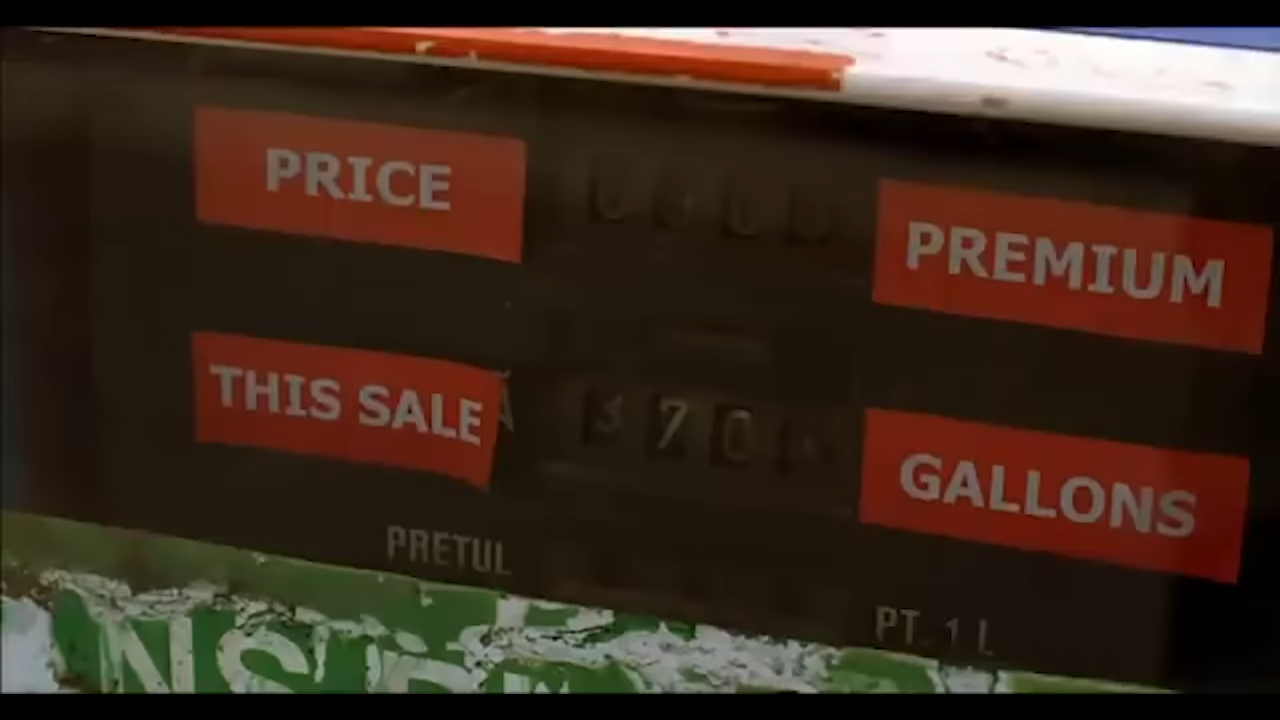 PRICE
PREMIUM
THIS SALE
GALLONS
PRETUL
PT. 1 L